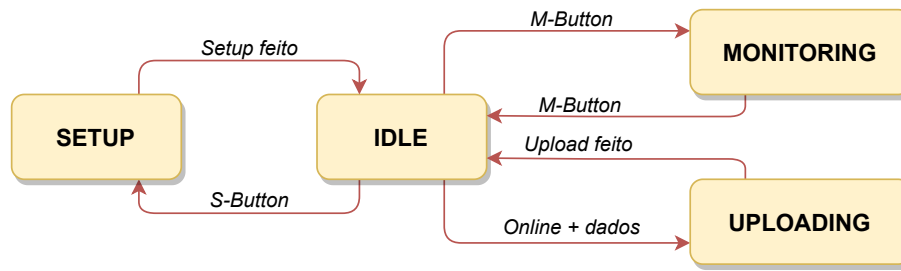 M-Button
MONITORING
Setup feito
M-Button
SETUP
IDLE
Upload feito
S-Button
Online + dados
UPLOADING